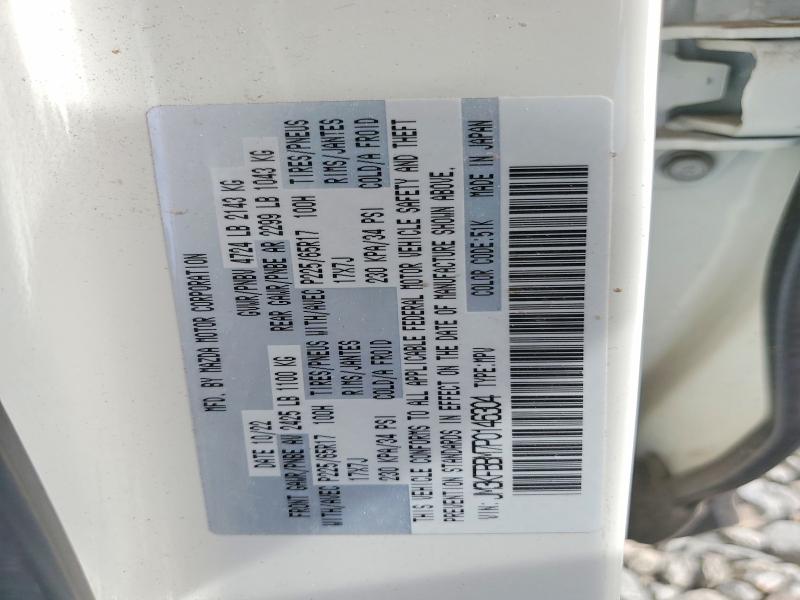 MFD. BY MAZDA MOTOR CORPORATION
DATE 10/22 GVWR/PNBV 4724 LB 2143 KG
FRONT GAWR/PNBE AV 2425 LB 1100 KG REAR GAWR/PNBE AR 2299 LB 1043 KG
WITH/AVEC P225/65R17 100H TIRES/PNEUS WITH/AVEC P225/65R17 100H TIRES/PNEUS
17X7J RIMS/JANTES 17X7J RIMS/JANTES
230 KPA/34 PSI COLD/A FROID 230 KPA/34 PSI COLD/A FROID
THIS VEHICLE CONFORMS TO ALL APPLICABLE FEDERAL MOTOR VEHICLE SAFETY AND THEFT
PREVENTION STANDARDS IN EFFECT ON THE DATE OF MANUFACTURE SHOWN ABOVE.
VIN: JM3KFBBM7P0146304 TYPE:MPV COLOR CODE:51K MADE IN JAPAN